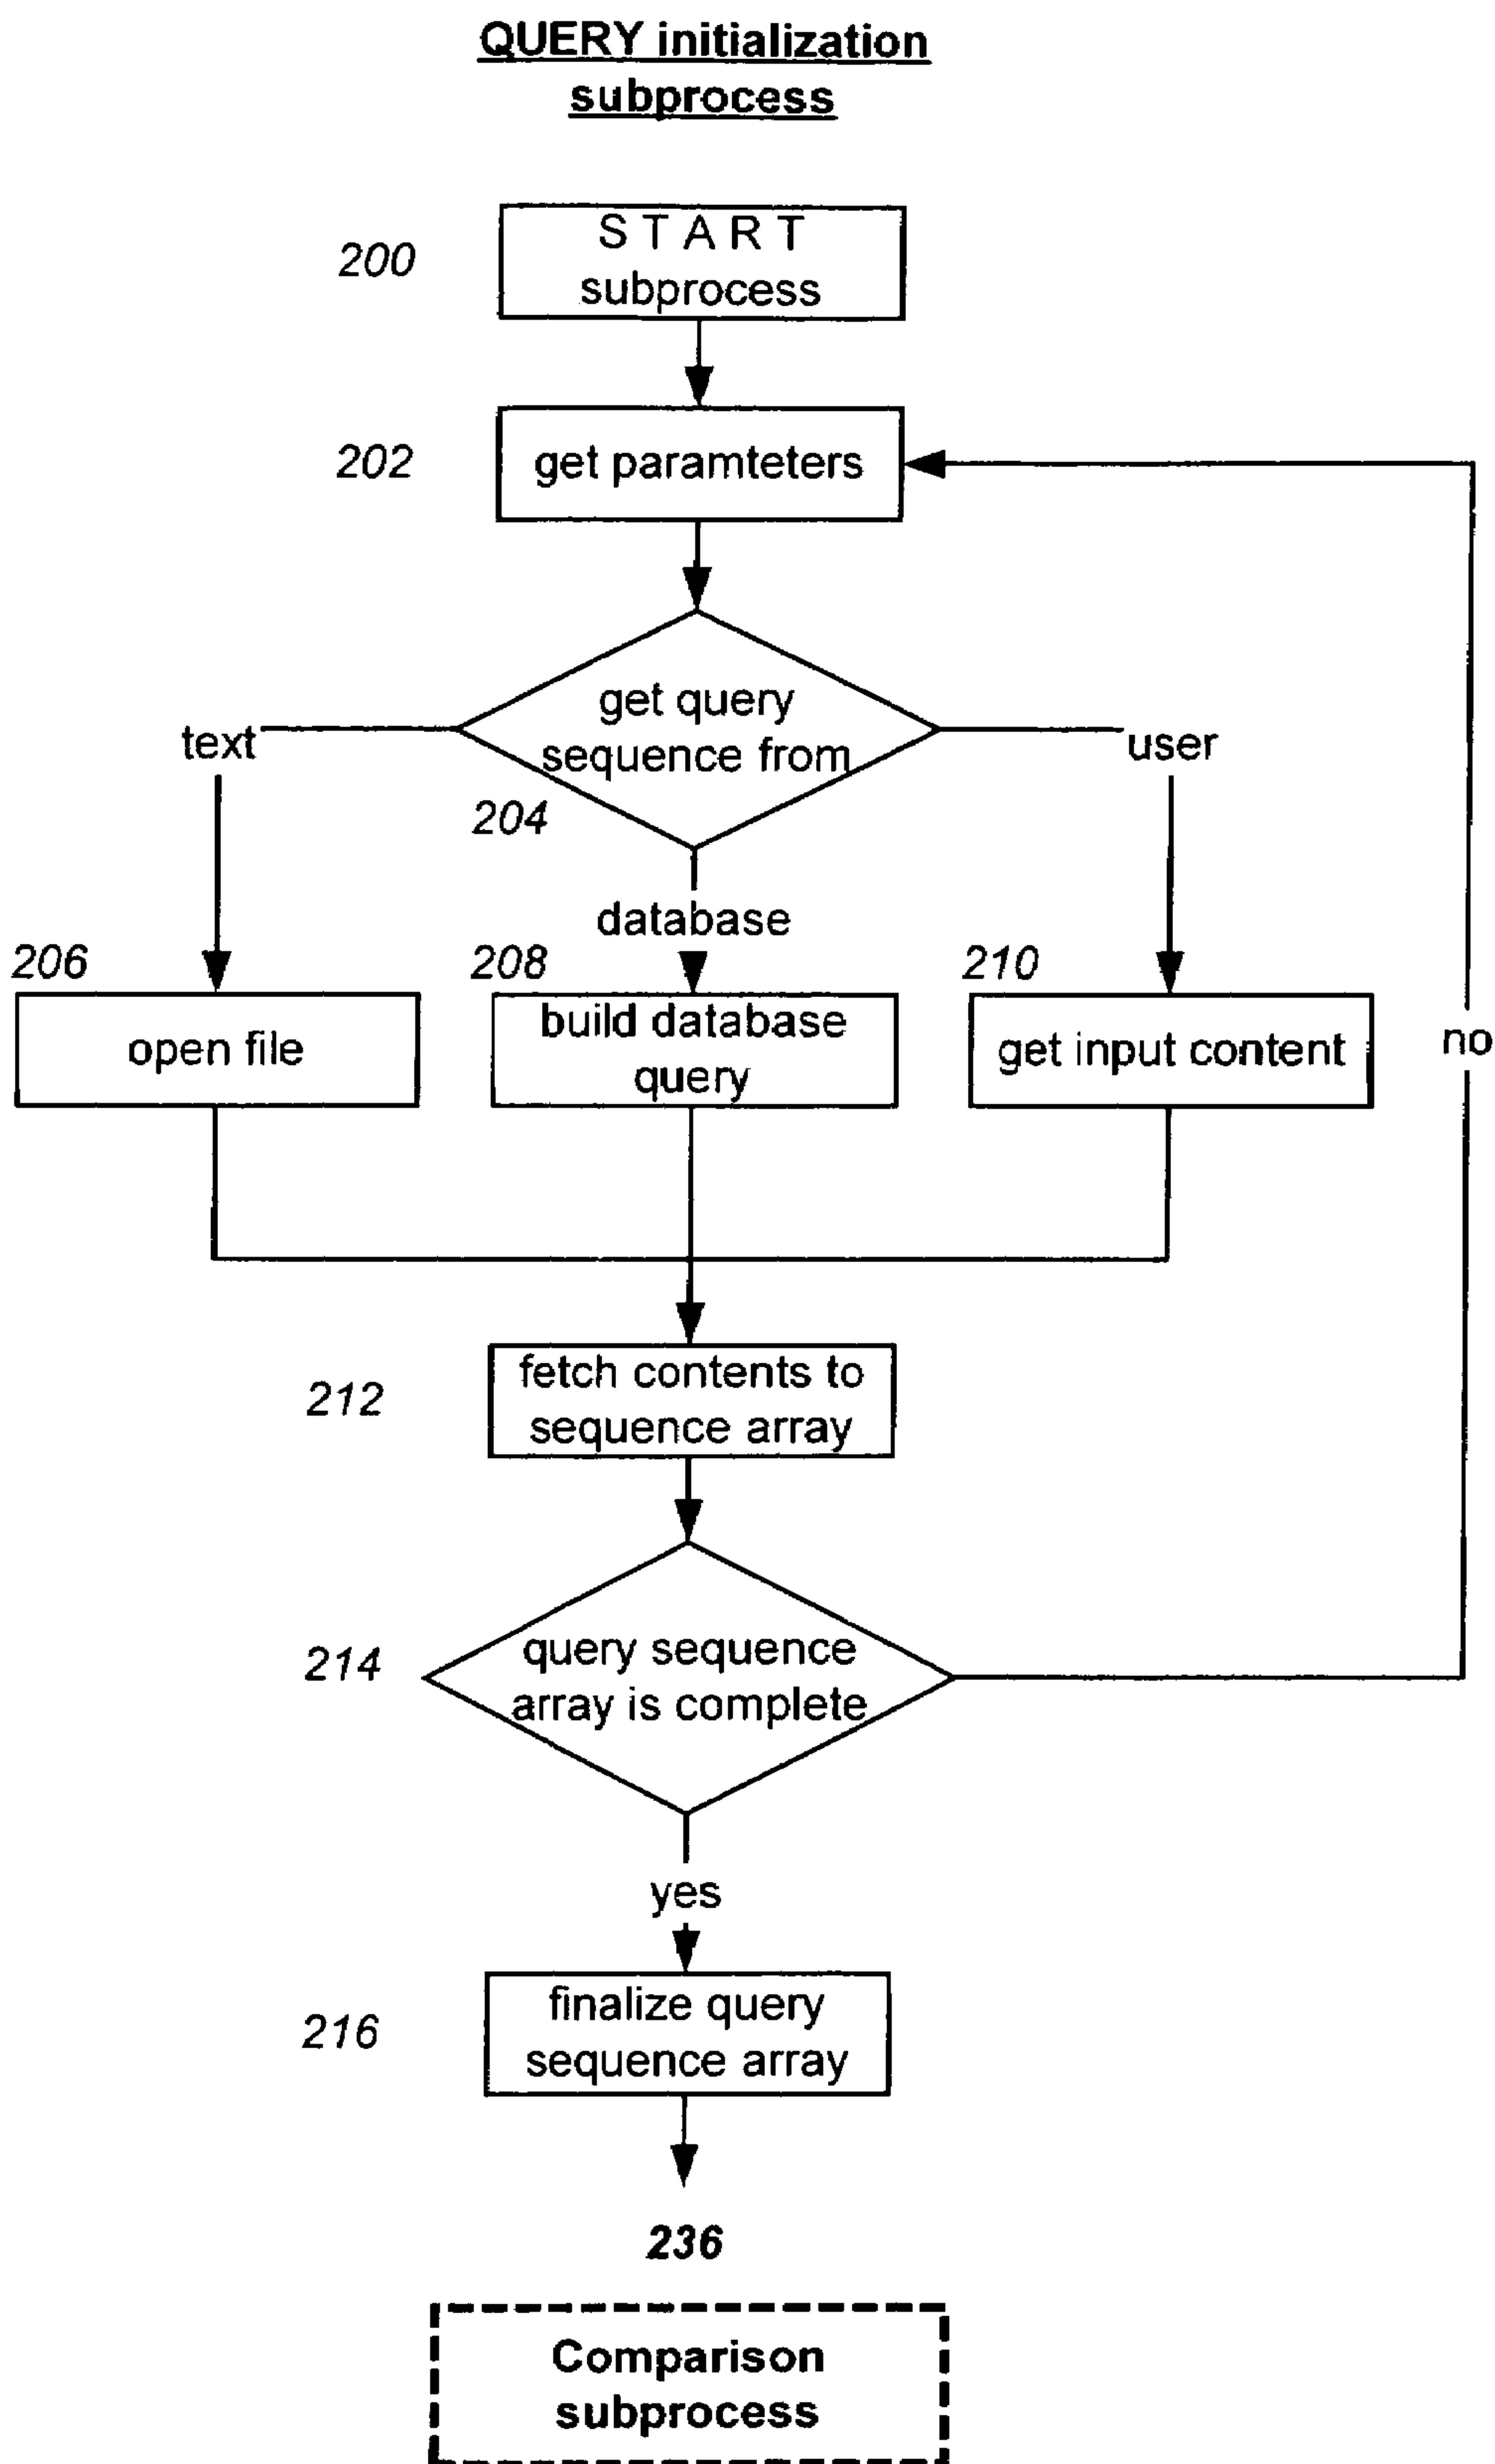 QUERY initialization
subprocess
200
S T A R T
subprocess
202
get paramteters
get query
sequence from
text
user
204
database
206
208
210
open file
build database
query
get input content
no
212
fetch contents to
sequence array
214
query sequence
array is complete
yes
216
finalize query
sequence array
236
Comparison
subprocess